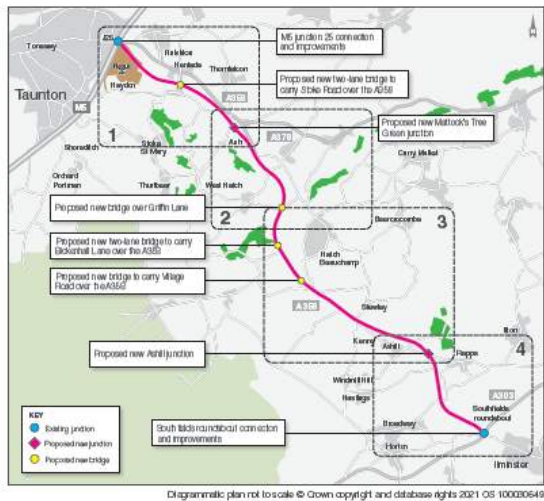 Taunton
M5
J25
M5 junction 25 connection
and improvements
Henlade
Thornfalcon
Haydon
A358
Proposed new two-lane bridge to
carry Stoke Road over the A358
1
Shoreditch
Stoke
St Mary
Ash
A378
Proposed new Mattock's Tree
Green junction
Orchard
Portman
Thurlbear
West Hatch
Curry Mallet
Proposed new bridge over Griffin Lane
2
3
Beercrocombe
Proposed new two-lane bridge to carry
Bickenhall Lane over the A358
Hatch
Beauchamp
Proposed new bridge to carry Village
Road over the A358
A358
Stewley
Kenny
Ashill
Ilton
Proposed new Ashill junction
Rapps
4
Windmill Hill
Hastings
A303
Southfields
roundabout
Broadway
Horton
Ilminster
Southfields roundabout connection
and improvements
KEY
Existing junction
Proposed new junction
Proposed new bridge
Diagrammatic plan not to scale © Crown copyright and database rights 2021 OS 100030649